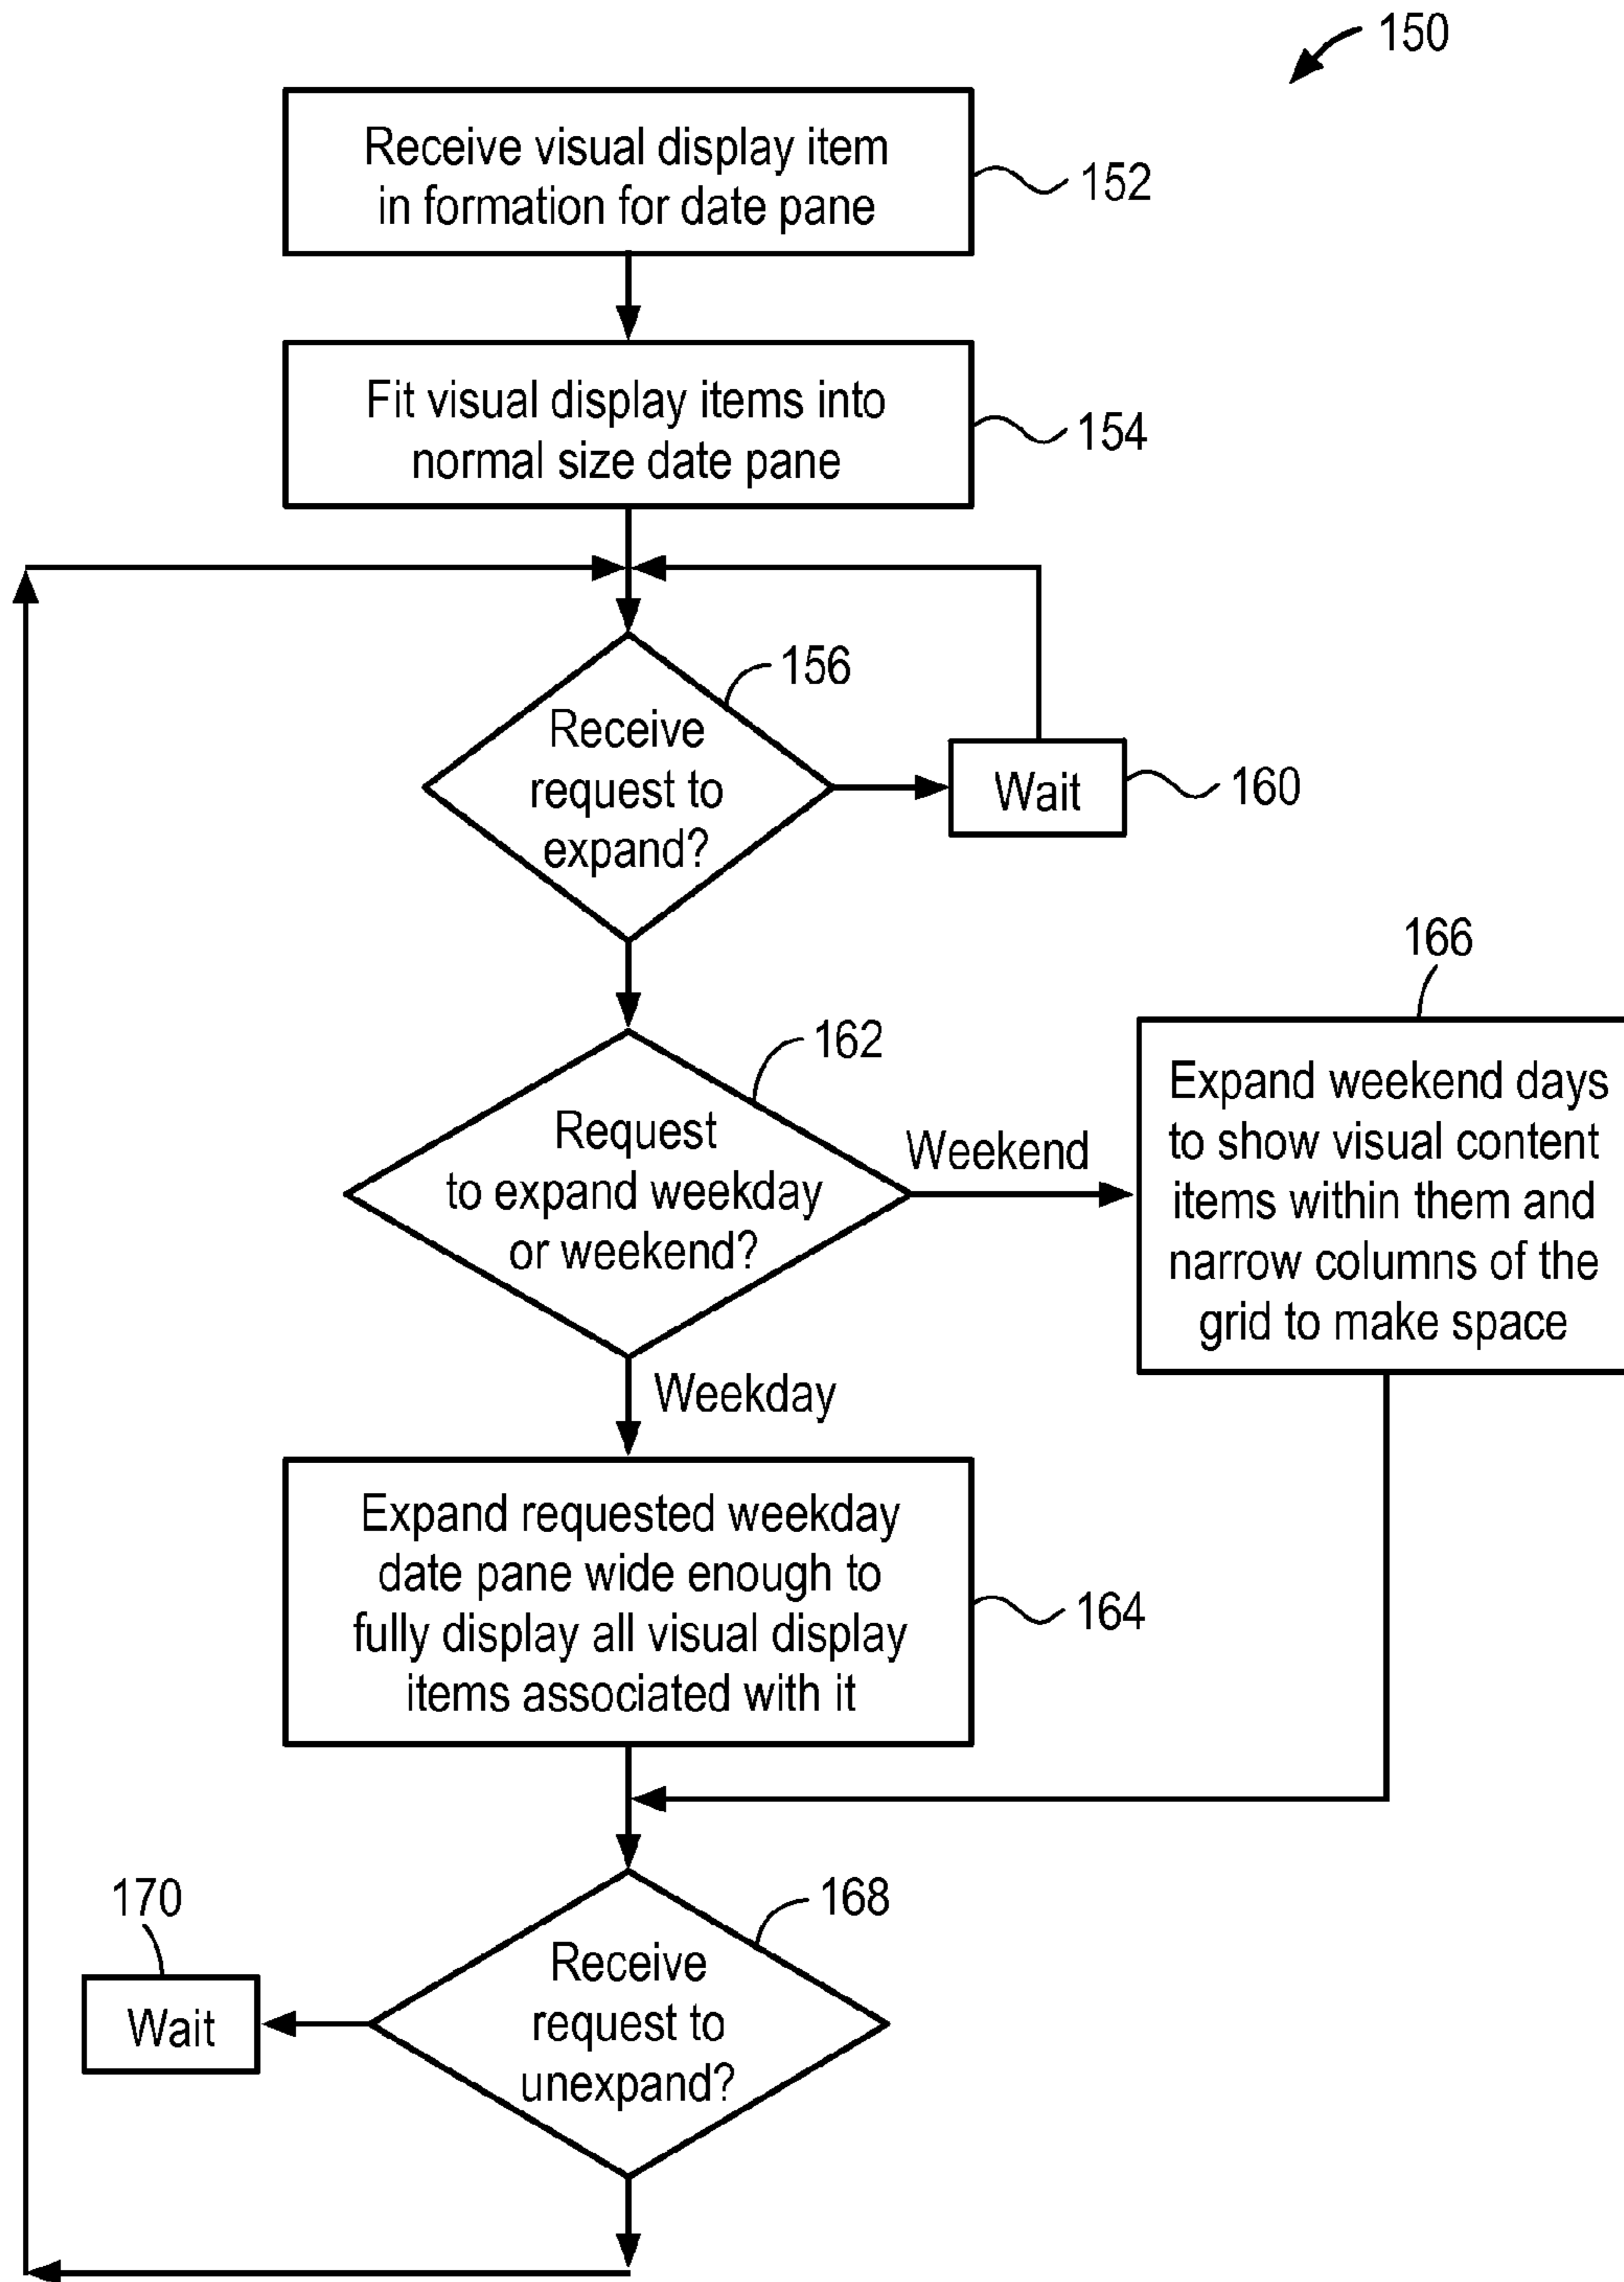 150
Receive visual display item
in formation for date pane
152
Fit visual display items into
normal size date pane
154
156
Receive
request to
expand?
Wait
160
162
Request
to expand weekday
or weekend?
Weekend
166
Expand weekend days
to show visual content
items within them and
narrow columns of the
grid to make space
Weekday
Expand requested weekday
date pane wide enough to
fully display all visual display
items associated with it
164
168
Receive
request to
unexpand?
170
Wait